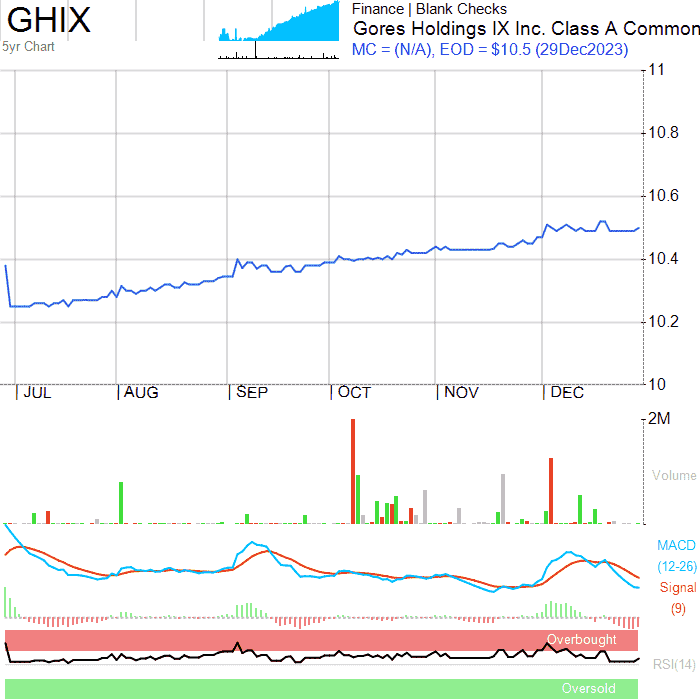 GHIX
5yr Chart
Finance | Blank Checks
Gores Holdings IX Inc. Class A Common
MC = (N/A), EOD = $10.5 (29Dec2023)
11
10.8
10.6
10.4
10.2
10
JUL AUG SEP OCT NOV DEC
2M
Volume
MACD
(12-26)
Signal
(9)
Overbought
RSI(14)
Oversold